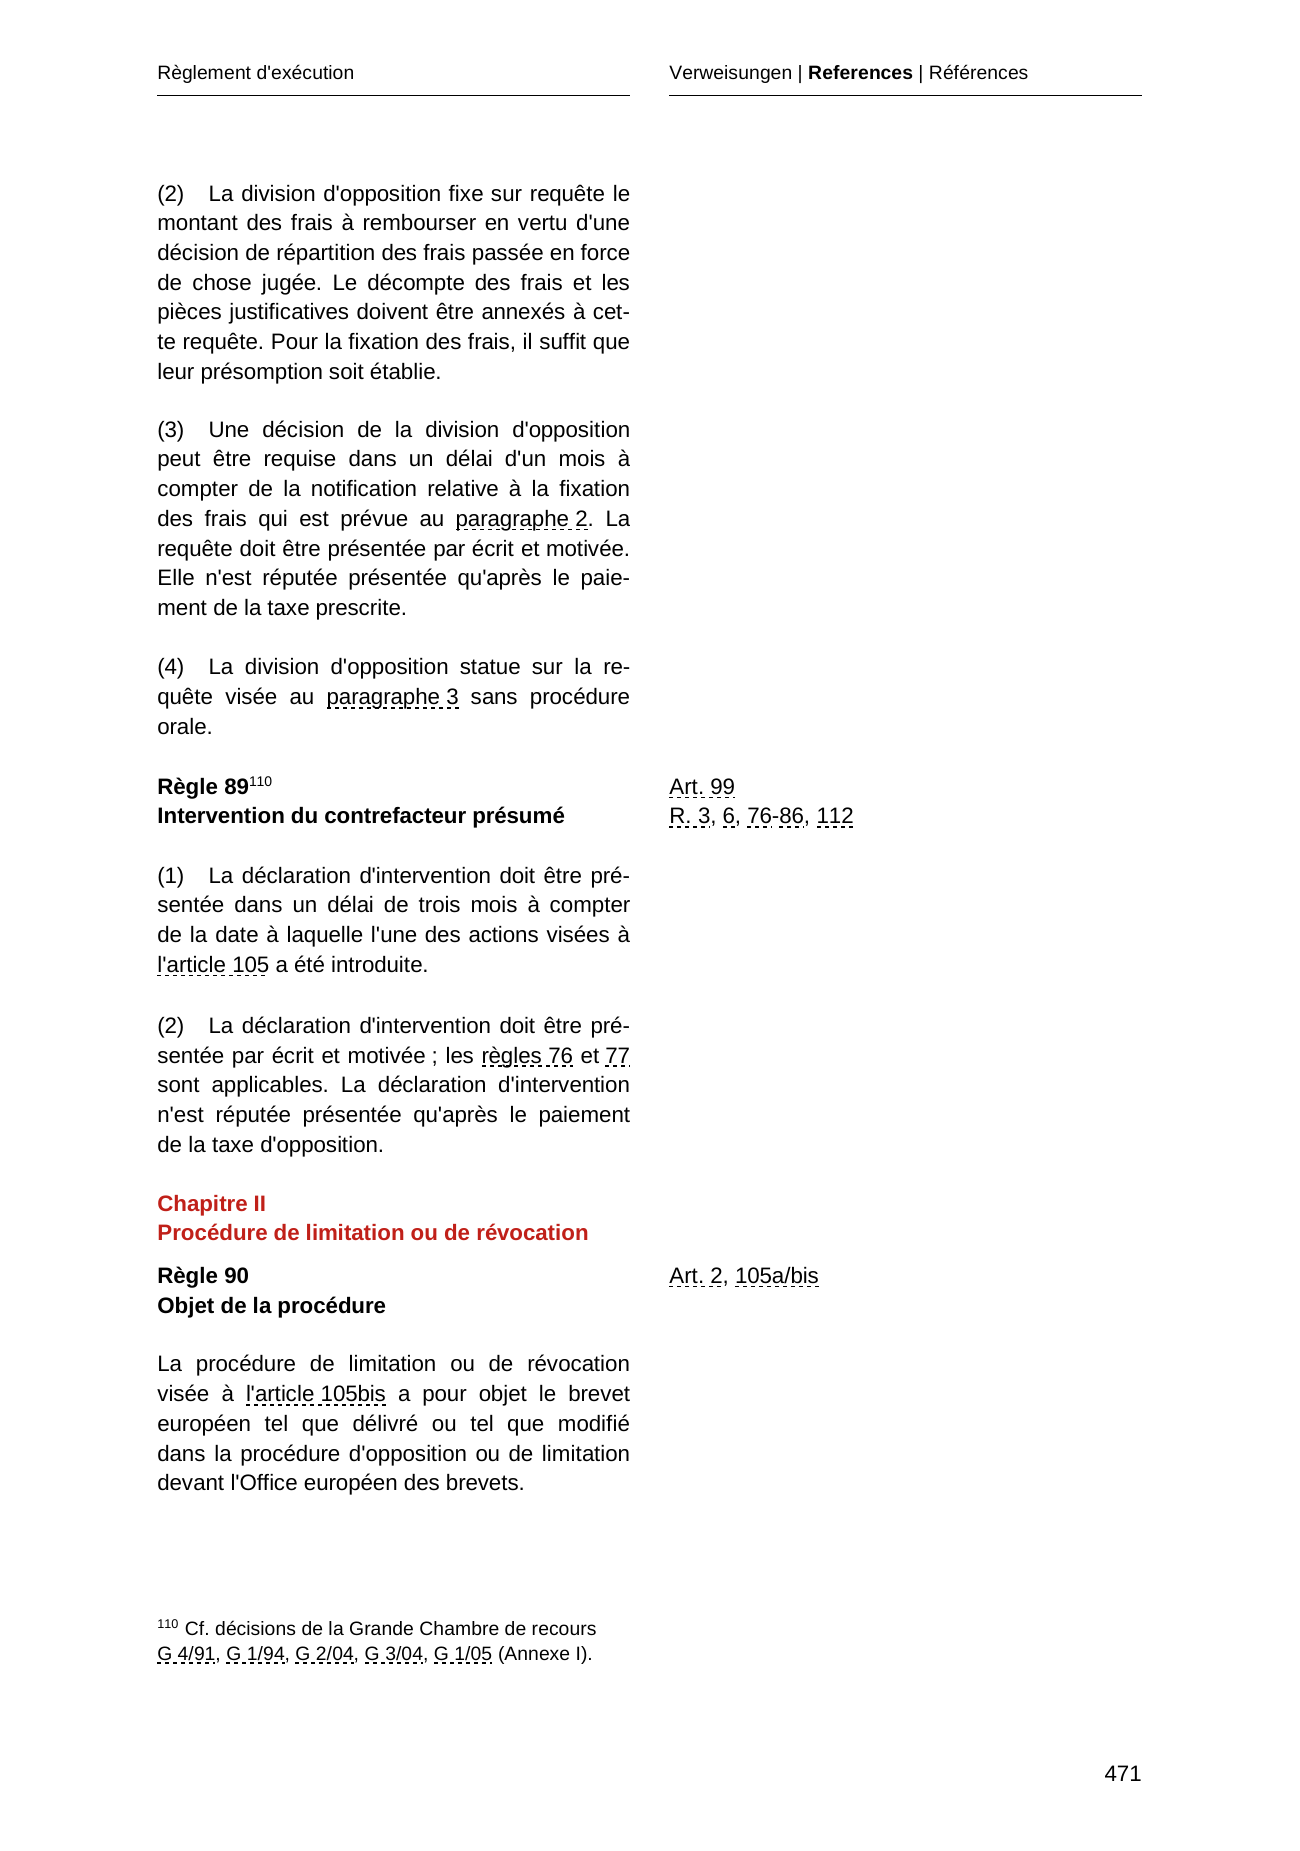 Règlement d'exécution
Verweisungen | References | Références
(2) La division d'opposition fixe sur requête le
montant des frais à rembourser en vertu d'une
décision de répartition des frais passée en force
de chose jugée. Le décompte des frais et les
pièces justificatives doivent être annexés à cet-
te requête. Pour la fixation des frais, il suffit que
leur présomption soit établie.
(3) Une décision de la division d'opposition
peut être requise dans un délai d'un mois à
compter de la notification relative à la fixation
des frais qui est prévue au paragraphe 2. La
requête doit être présentée par écrit et motivée.
Elle n'est réputée présentée qu'après le paie-
ment de la taxe prescrite.
(4) La division d'opposition statue sur la re-
quête visée au paragraphe 3 sans procédure
orale.
Règle 89110
Intervention du contrefacteur présumé
Art. 99
R. 3, 6, 76-86, 112
(1) La déclaration d'intervention doit être pré-
sentée dans un délai de trois mois à compter
de la date à laquelle l'une des actions visées à
l'article 105 a été introduite.
(2) La déclaration d'intervention doit être pré-
sentée par écrit et motivée ; les règles 76 et 77
sont applicables. La déclaration d'intervention
n'est réputée présentée qu'après le paiement
de la taxe d'opposition.
Chapitre II
Procédure de limitation ou de révocation
Règle 90
Objet de la procédure
Art. 2, 105a/bis
La procédure de limitation ou de révocation
visée à l'article 105bis a pour objet le brevet
européen tel que délivré ou tel que modifié
dans la procédure d'opposition ou de limitation
devant l'Office européen des brevets.
110 Cf. décisions de la Grande Chambre de recours
G 4/91, G 1/94, G 2/04, G 3/04, G 1/05 (Annexe I).
471